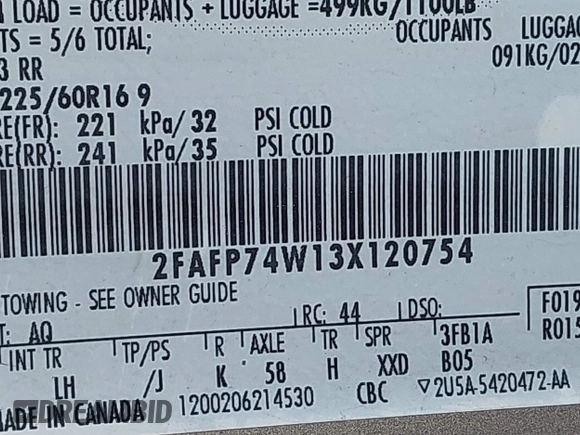 LOAD = OCCUPANTS + LUGGAGE =499KG/1100LB
TS = 5/6 TOTAL; OCCUPANTS LUGGAG
3 RR 091KG/02
225/60R16 9
RE(FR): 221 kPa/ 32 PSI COLD
RE(RR): 241 kPa/ 35 PSI COLD
2FAFP74W13X120754
TOWING - SEE OWNER GUIDE
RC: 44 DSO: F019
T: AQ R015
INT TR TP/PS R AXLE TR SPR 3FB1A
LH /J K 58 H XXD B05
MADE IN CANADA 1200206214530 CBC ▽2U5A-5420472-AA